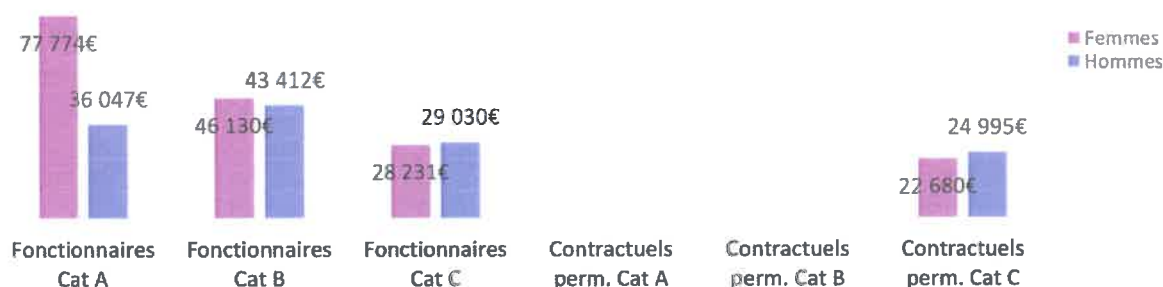 77 774€
36 047€
46 130€
43 412€
28 231€
29 030€
22 680€
24 995€
Femmes
Hommes
Fonctionnaires
Cat A
Fonctionnaires
Cat B
Fonctionnaires
Cat C
Contractuels
perm. Cat A
Contractuels
perm. Cat B
Contractuels
perm. Cat C